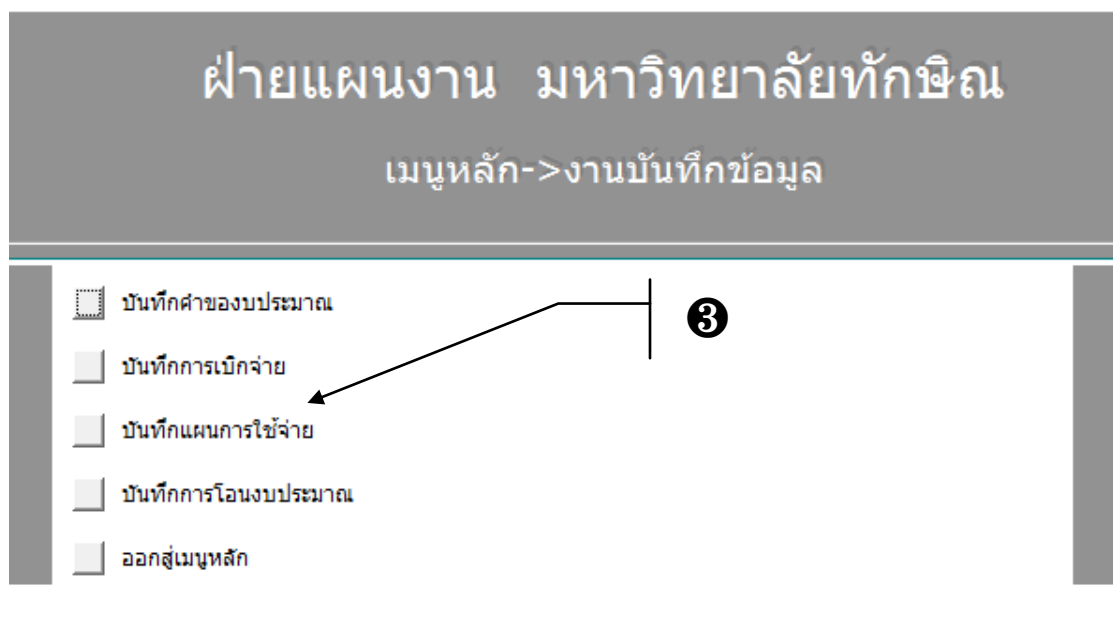 ฝ่ายแผนงาน มหาวิทยาลัยทักษิณ
เมนูหลัก->งานบันทึกข้อมูล
บันทึกคำของบประมาณ
❸
บันทึกการเบิกจ่าย
บันทึกแผนการใช้จ่าย
บันทึกการโอนงบประมาณ
ออกสู่เมนูหลัก